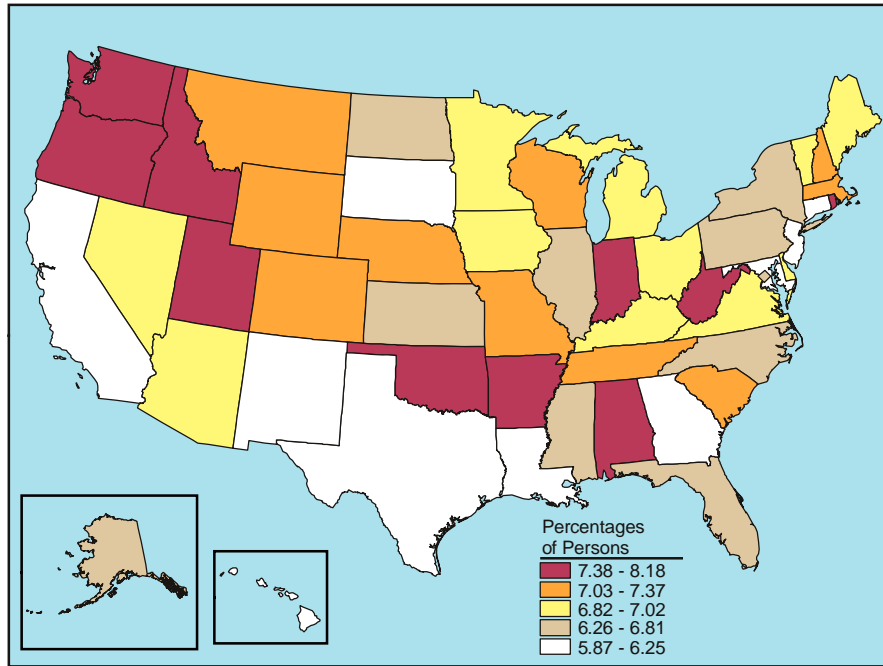 Percentages
of Persons
7.38 - 8.18
7.03 - 7.37
6.82 - 7.02
6.26 - 6.81
5.87 - 6.25